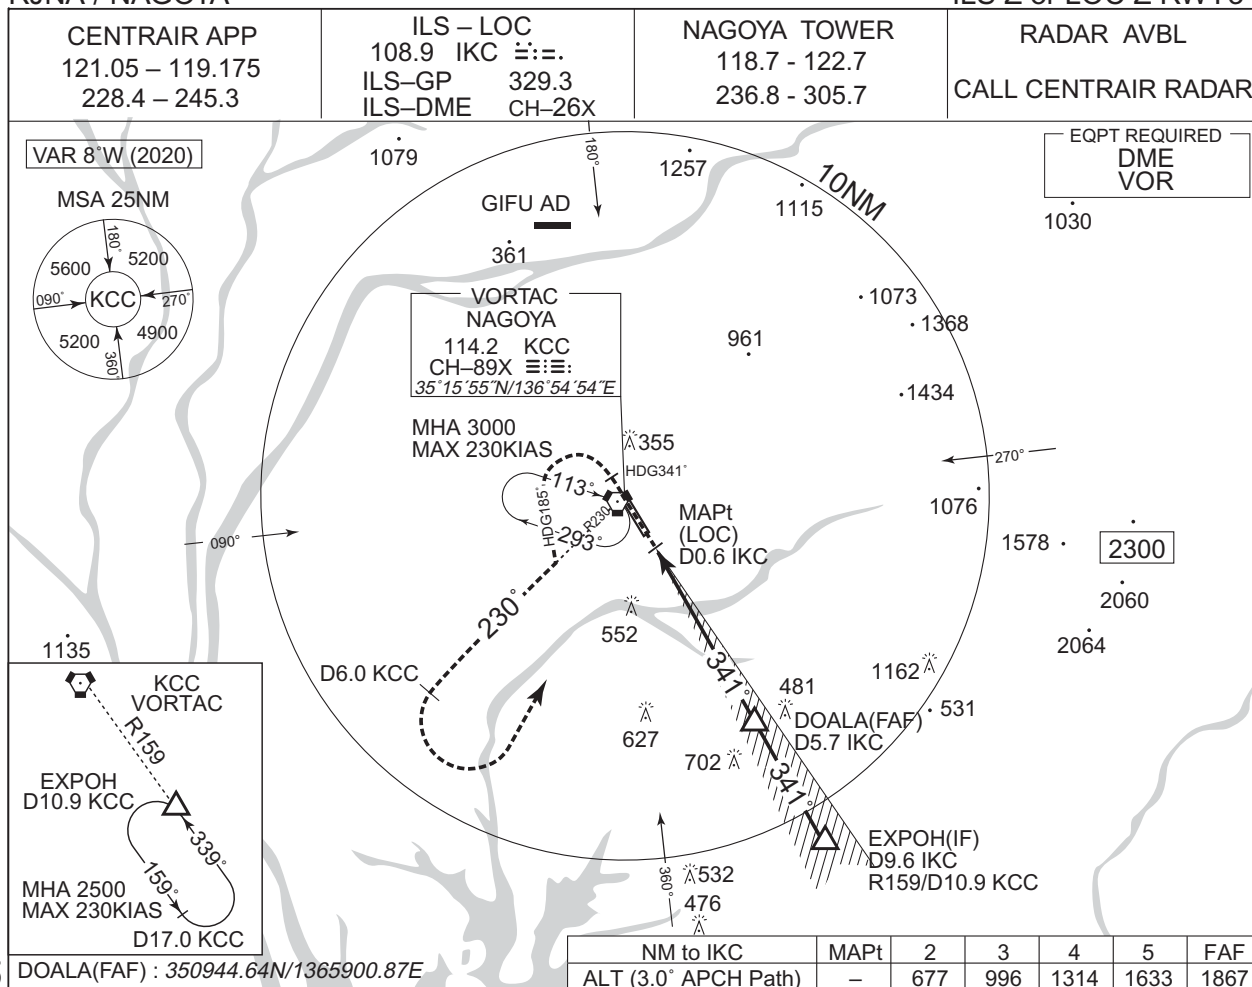 RJNA / NAGOYA
ILS Z or LOC Z RWY
CENTRAIR APP
121.05 – 119.175
228.4 – 245.3
ILS – LOC
108.9 IKC
ILS–GP 329.3
ILS–DME CH–26X
NAGOYA TOWER
118.7 - 122.7
236.8 - 305.7
RADAR AVBL
CALL CENTRAIR RADAR
VAR 8°W (2020)
MSA 25NM
180°
5600
5200
090°
KCC
270°
5200
4900
360°
EQPT REQUIRED
DME
VOR
1079
180°
1257
10NM
1115
1030
GIFU AD
361
VORTAC
NAGOYA
114.2 KCC
CH–89X
35°15´55˝N/136°54´54˝E
961
1073
1368
1434
MHA 3000
MAX 230KIAS
355
HDG341°
113°
HDG185°
R230
293°
270°
1076
MAPt
(LOC)
D0.6 IKC
1578
2300
2060
2064
090°
230°
552
341°
1162
D6.0 KCC
481
531
627
DOALA(FAF)
D5.7 IKC
702
341°
EXPOH(IF)
D9.6 IKC
R159/D10.9 KCC
360°
532
476
1135
KCC
VORTAC
R159
EXPOH
D10.9 KCC
339°
159°
MHA 2500
MAX 230KIAS
D17.0 KCC
DOALA(FAF) : 350944.64N/1365900.87E
NM to IKC MAPt 2 3 4 5 FAF
ALT (3.0° APCH Path) – 677 996 1314 1633 1867